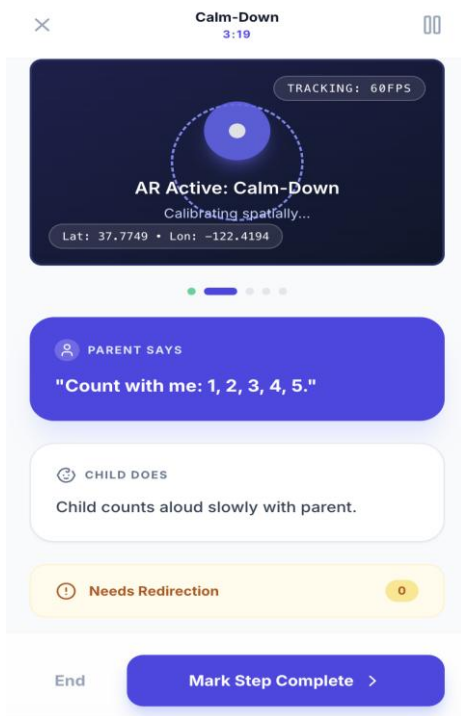 Calm-Down
3:19
TRACKING: 60FPS
AR Active: Calm-Down
Calibrating spatially...
Lat: 37.7749 • Lon: -122.4194
PARENT SAYS
"Count with me: 1, 2, 3, 4, 5."
CHILD DOES
Child counts aloud slowly with parent.
Needs Redirection 0
End Mark Step Complete >